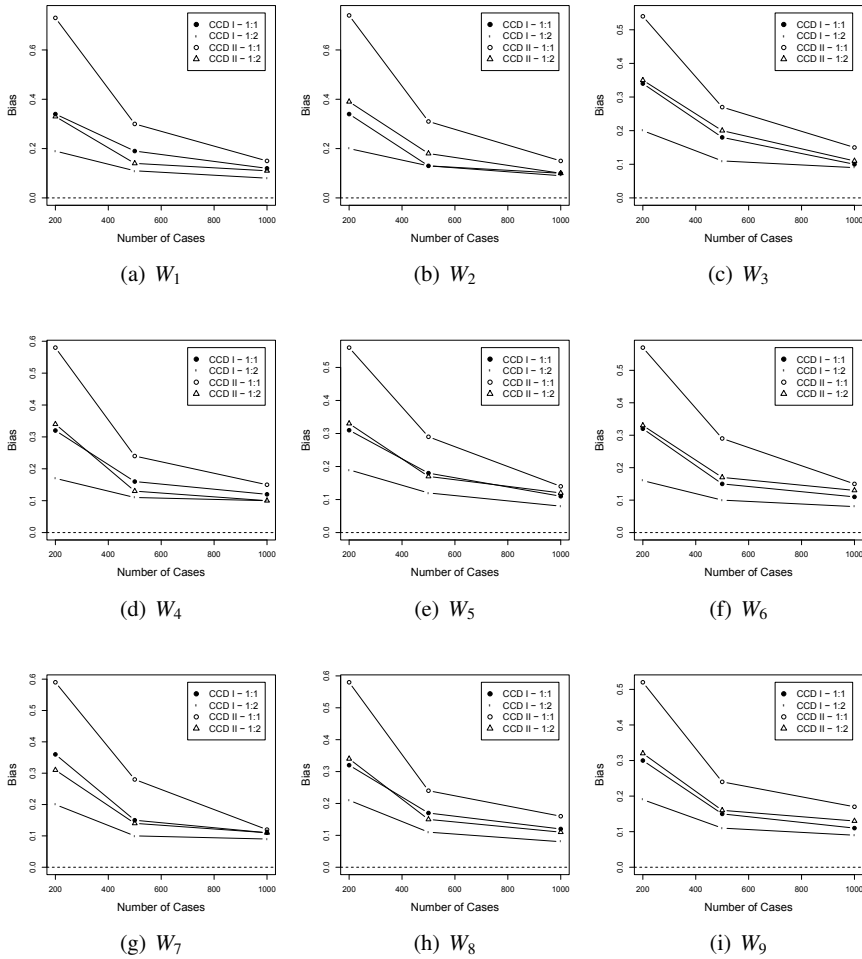 CCD I − 1:1
CCD I − 1:2
CCD II − 1:1
CCD II − 1:2
Bias
0.0 0.2 0.4 0.6
200 400 600 800 1000
Number of Cases
(a) W1
CCD I − 1:1
CCD I − 1:2
CCD II − 1:1
CCD II − 1:2
Bias
0.0 0.2 0.4 0.6
200 400 600 800 1000
Number of Cases
(b) W2
CCD I − 1:1
CCD I − 1:2
CCD II − 1:1
CCD II − 1:2
Bias
0.0 0.1 0.2 0.3 0.4 0.5
200 400 600 800 1000
Number of Cases
(c) W3
CCD I − 1:1
CCD I − 1:2
CCD II − 1:1
CCD II − 1:2
Bias
0.0 0.1 0.2 0.3 0.4 0.5 0.6
200 400 600 800 1000
Number of Cases
(d) W4
CCD I − 1:1
CCD I − 1:2
CCD II − 1:1
CCD II − 1:2
Bias
0.0 0.1 0.2 0.3 0.4 0.5
200 400 600 800 1000
Number of Cases
(e) W5
CCD I − 1:1
CCD I − 1:2
CCD II − 1:1
CCD II − 1:2
Bias
0.0 0.1 0.2 0.3 0.4 0.5
200 400 600 800 1000
Number of Cases
(f) W6
CCD I − 1:1
CCD I − 1:2
CCD II − 1:1
CCD II − 1:2
Bias
0.0 0.1 0.2 0.3 0.4 0.5 0.6
200 400 600 800 1000
Number of Cases
(g) W7
CCD I − 1:1
CCD I − 1:2
CCD II − 1:1
CCD II − 1:2
Bias
0.0 0.1 0.2 0.3 0.4 0.5 0.6
200 400 600 800 1000
Number of Cases
(h) W8
CCD I − 1:1
CCD I − 1:2
CCD II − 1:1
CCD II − 1:2
Bias
0.0 0.1 0.2 0.3 0.4 0.5
200 400 600 800 1000
Number of Cases
(i) W9